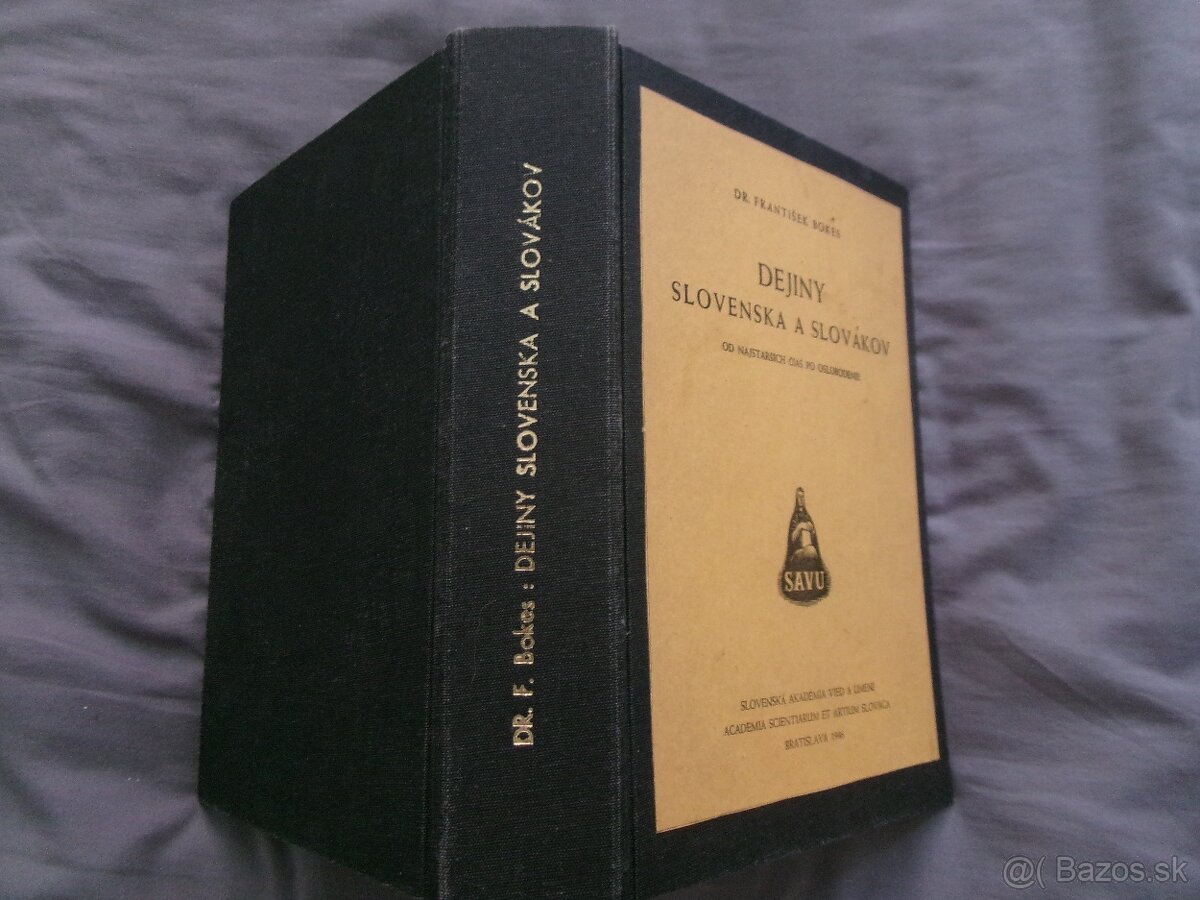 DR. F. Bokes : DEJINY SLOVENSKA A SLOVÁKOV
DR. FRANTIŠEK BOKES
DEJINY
SLOVENSKA A SLOVÁKOV
OD NAJSTARŠÍCH ČIAS PO OSLOBODENIE
SAVU
SLOVENSKÁ AKADÉMIA VIED A UMENÍ
ACADEMIA SCIENTIARUM ET ARTIUM SLOVACA
BRATISLAVA 1946
@( Bazos.sk